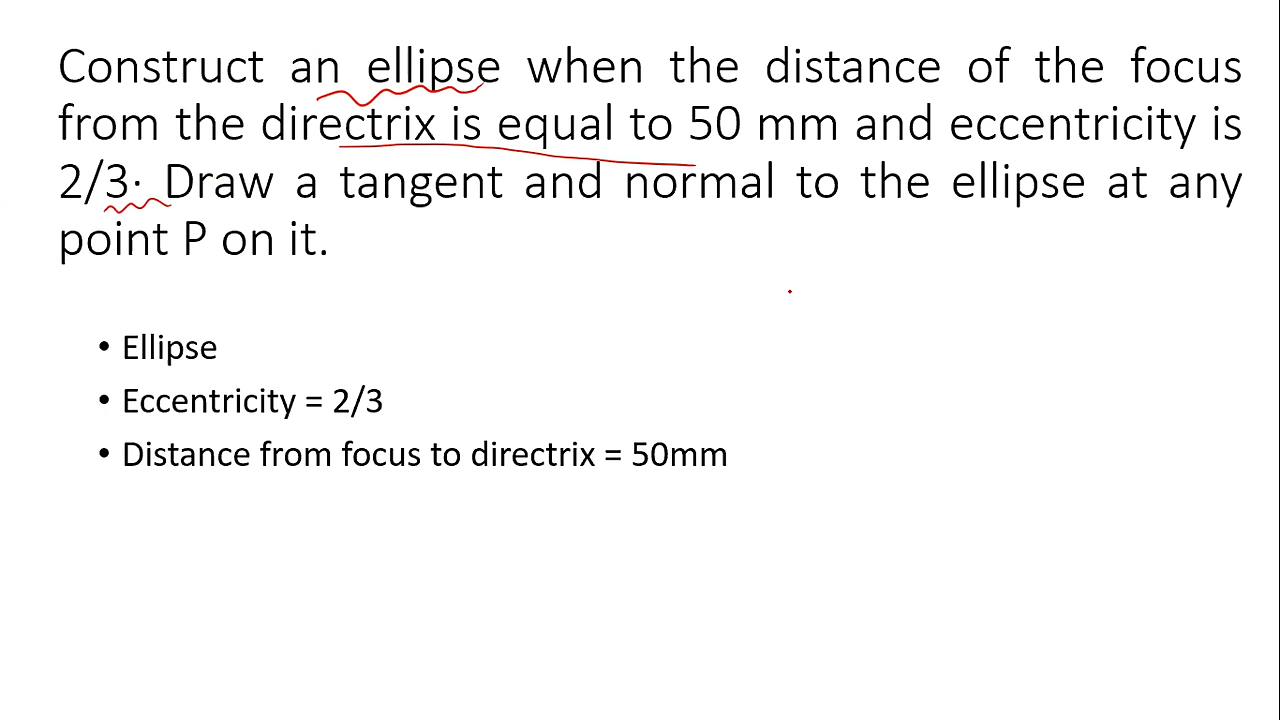 Construct an ellipse when the distance of the focus
from the directrix is equal to 50 mm and eccentricity is
2/3· Draw a tangent and normal to the ellipse at any
point P on it.
• Ellipse
• Eccentricity = 2/3
• Distance from focus to directrix = 50mm